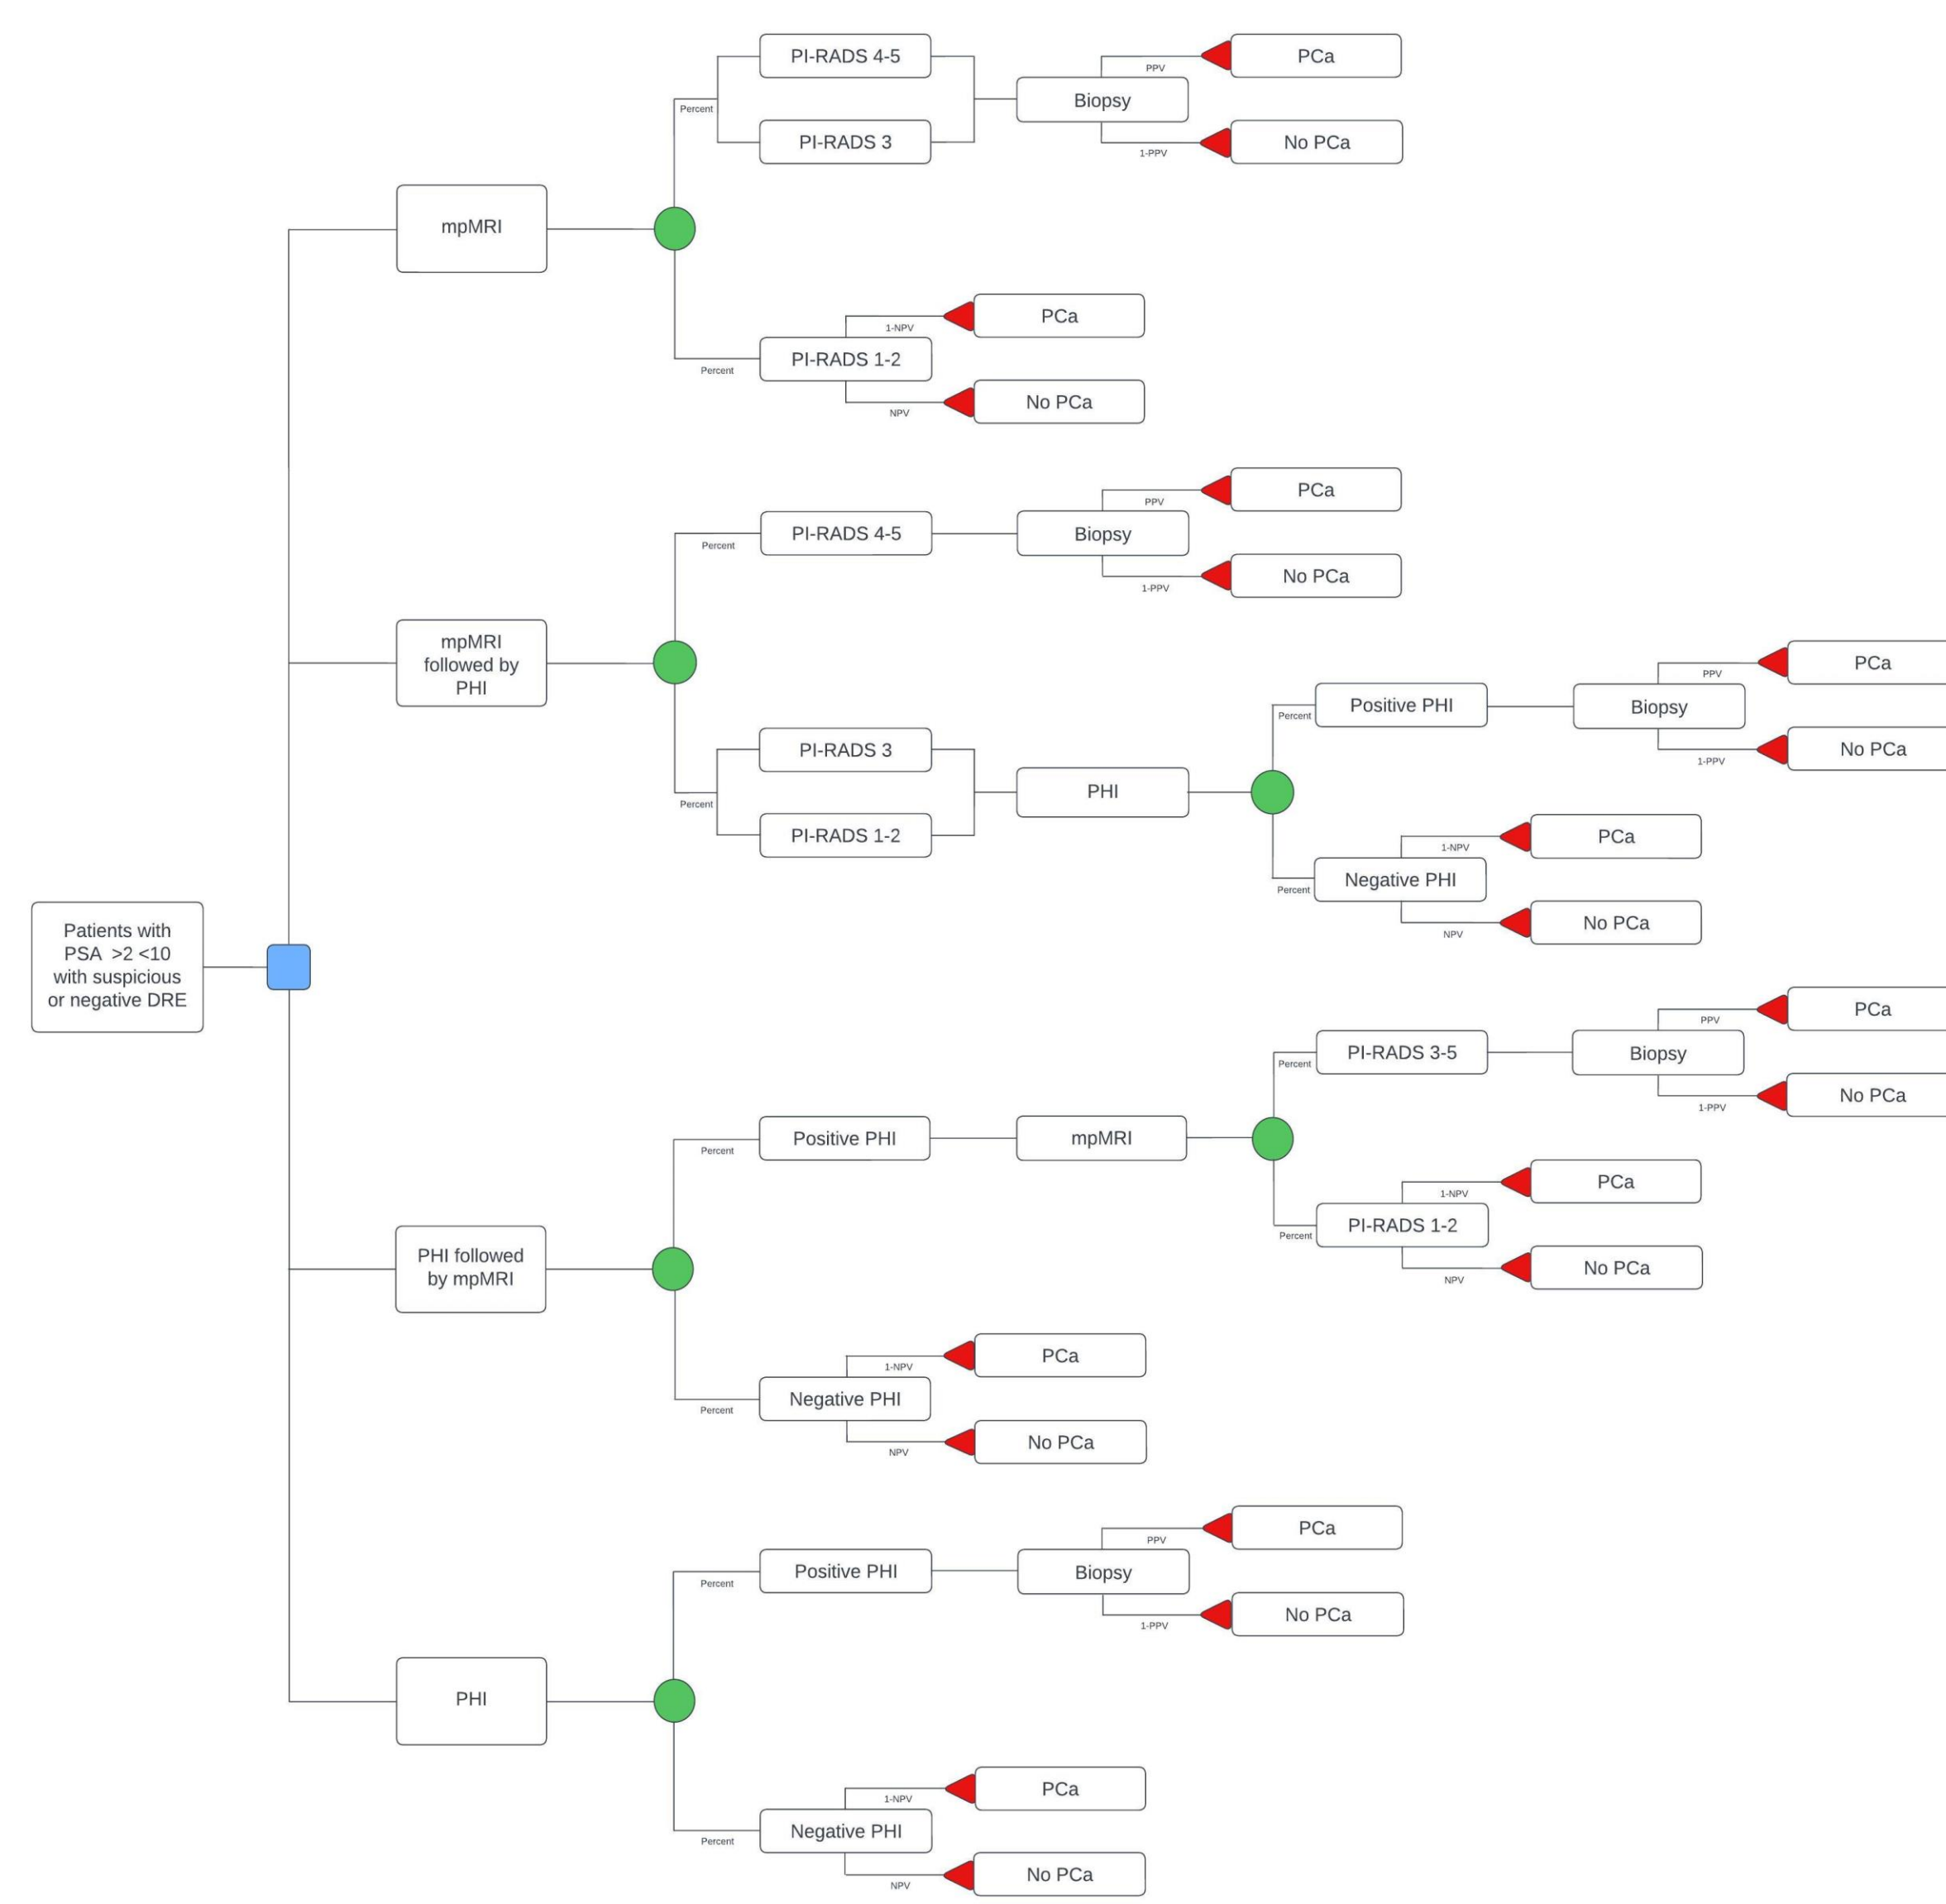 PI-RADS 4-5
PCa
PPV
Biopsy
Percent
PI-RADS 3
No PCa
1-PPV
mpMRI
PCa
1-NPV
PI-RADS 1-2
Percent
No PCa
NPV
PCa
PPV
PI-RADS 4-5
Biopsy
Percent
No PCa
1-PPV
mpMRI
followed by
PHI
PCa
PPV
Positive PHI
Biopsy
Percent
PI-RADS 3
No PCa
1-PPV
PHI
Percent
PI-RADS 1-2
PCa
1-NPV
Negative PHI
Percent
No PCa
NPV
Patients with
PSA >2 <10
with suspicious
or negative DRE
PCa
PPV
PI-RADS 3-5
Biopsy
Percent
No PCa
1-PPV
Positive PHI
mpMRI
Percent
PCa
1-NPV
PI-RADS 1-2
Percent
No PCa
NPV
PHI followed
by mpMRI
PCa
1-NPV
Negative PHI
Percent
No PCa
NPV
PCa
PPV
Positive PHI
Biopsy
Percent
No PCa
1-PPV
PHI
PCa
1-NPV
Negative PHI
Percent
No PCa
NPV